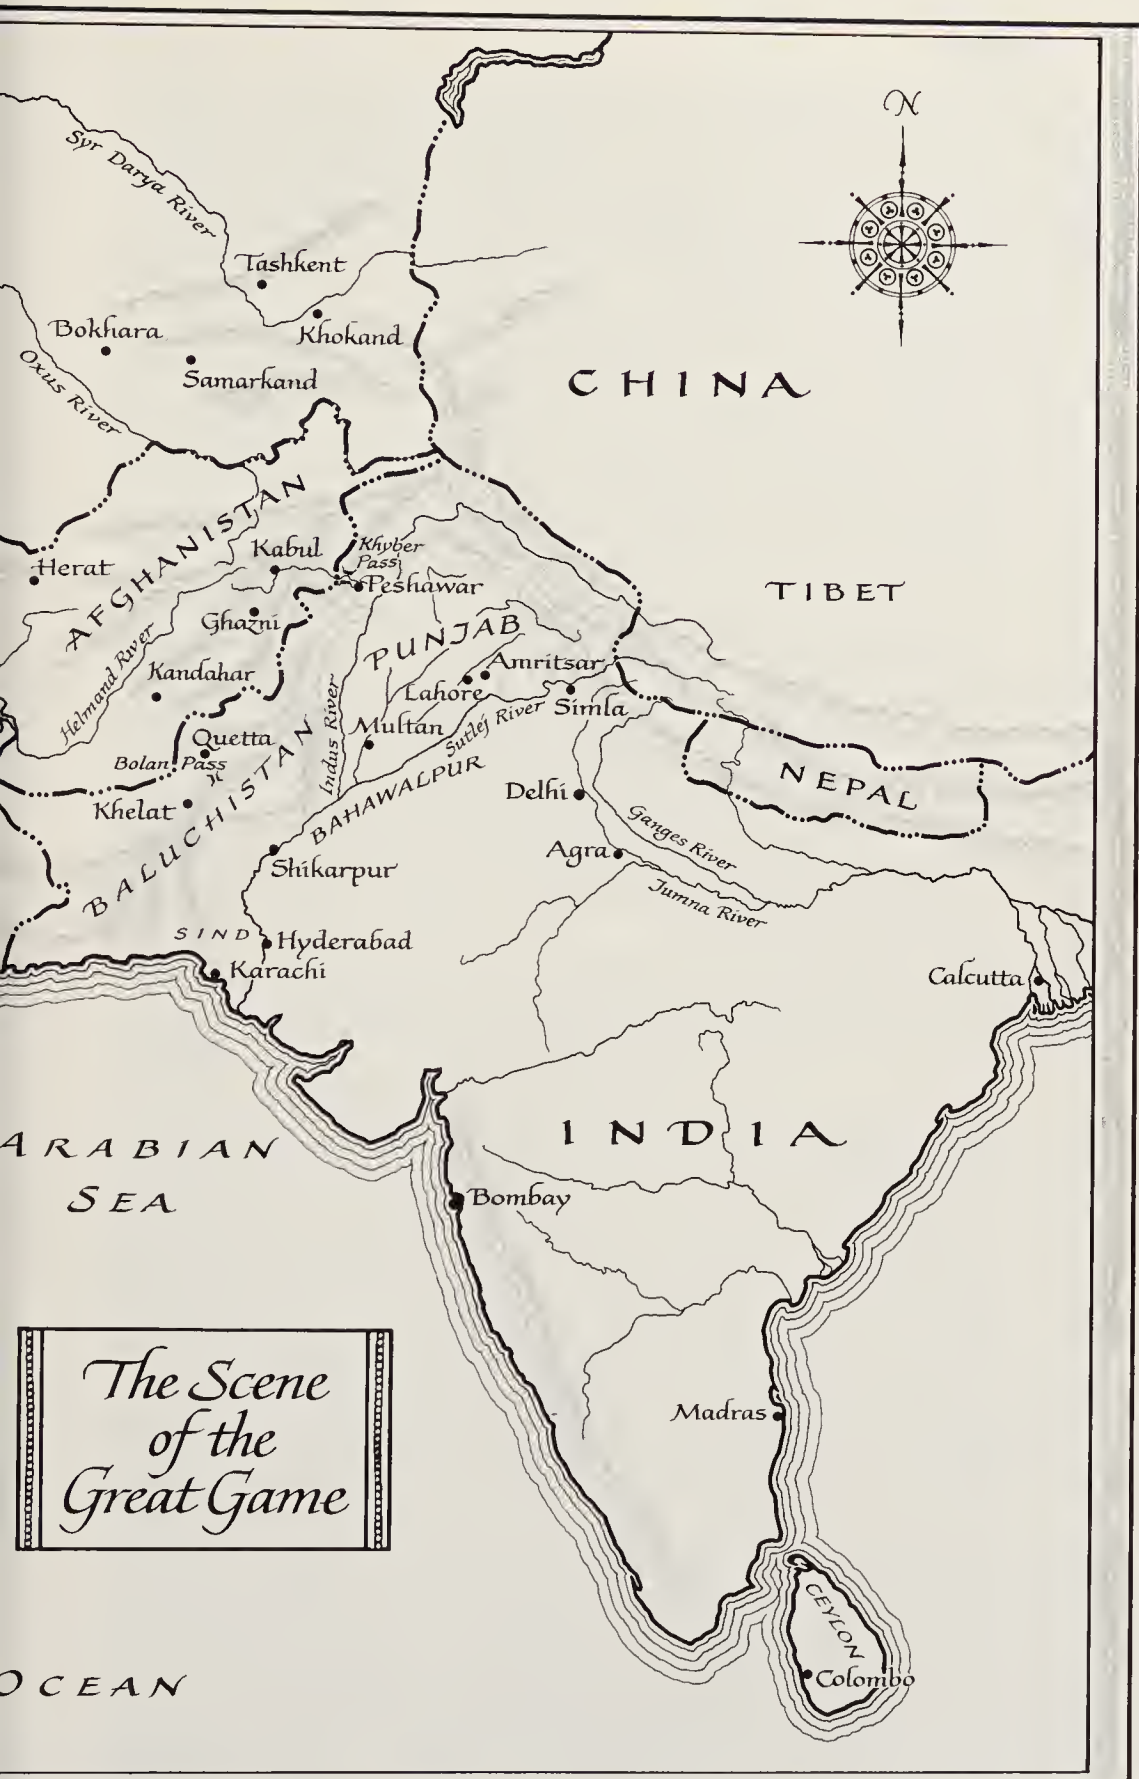 N
Syr Darya River
Tashkent
Khokand
Bokhara
Samarkand
Oxus River
CHINA
AFGHANISTAN
Herat
Kabul
Khyber
Pass
Peshawar
TIBET
Ghazni
PUNJAB
Helmand River
Kandahar
Amritsar
Lahore
Simla
Indus River
Multan
Sutlej River
Quetta
Bolan Pass
BAHAWALPUR
NEPAL
Khelat
Delhi
BALUCHISTAN
Ganges River
Agra
Shikarpur
Jumna River
SIND
Hyderabad
Karachi
Calcutta
ARABIAN
SEA
INDIA
Bombay
The Scene
of the
Great Game
Madras
CEYLON
Colombo
OCEAN